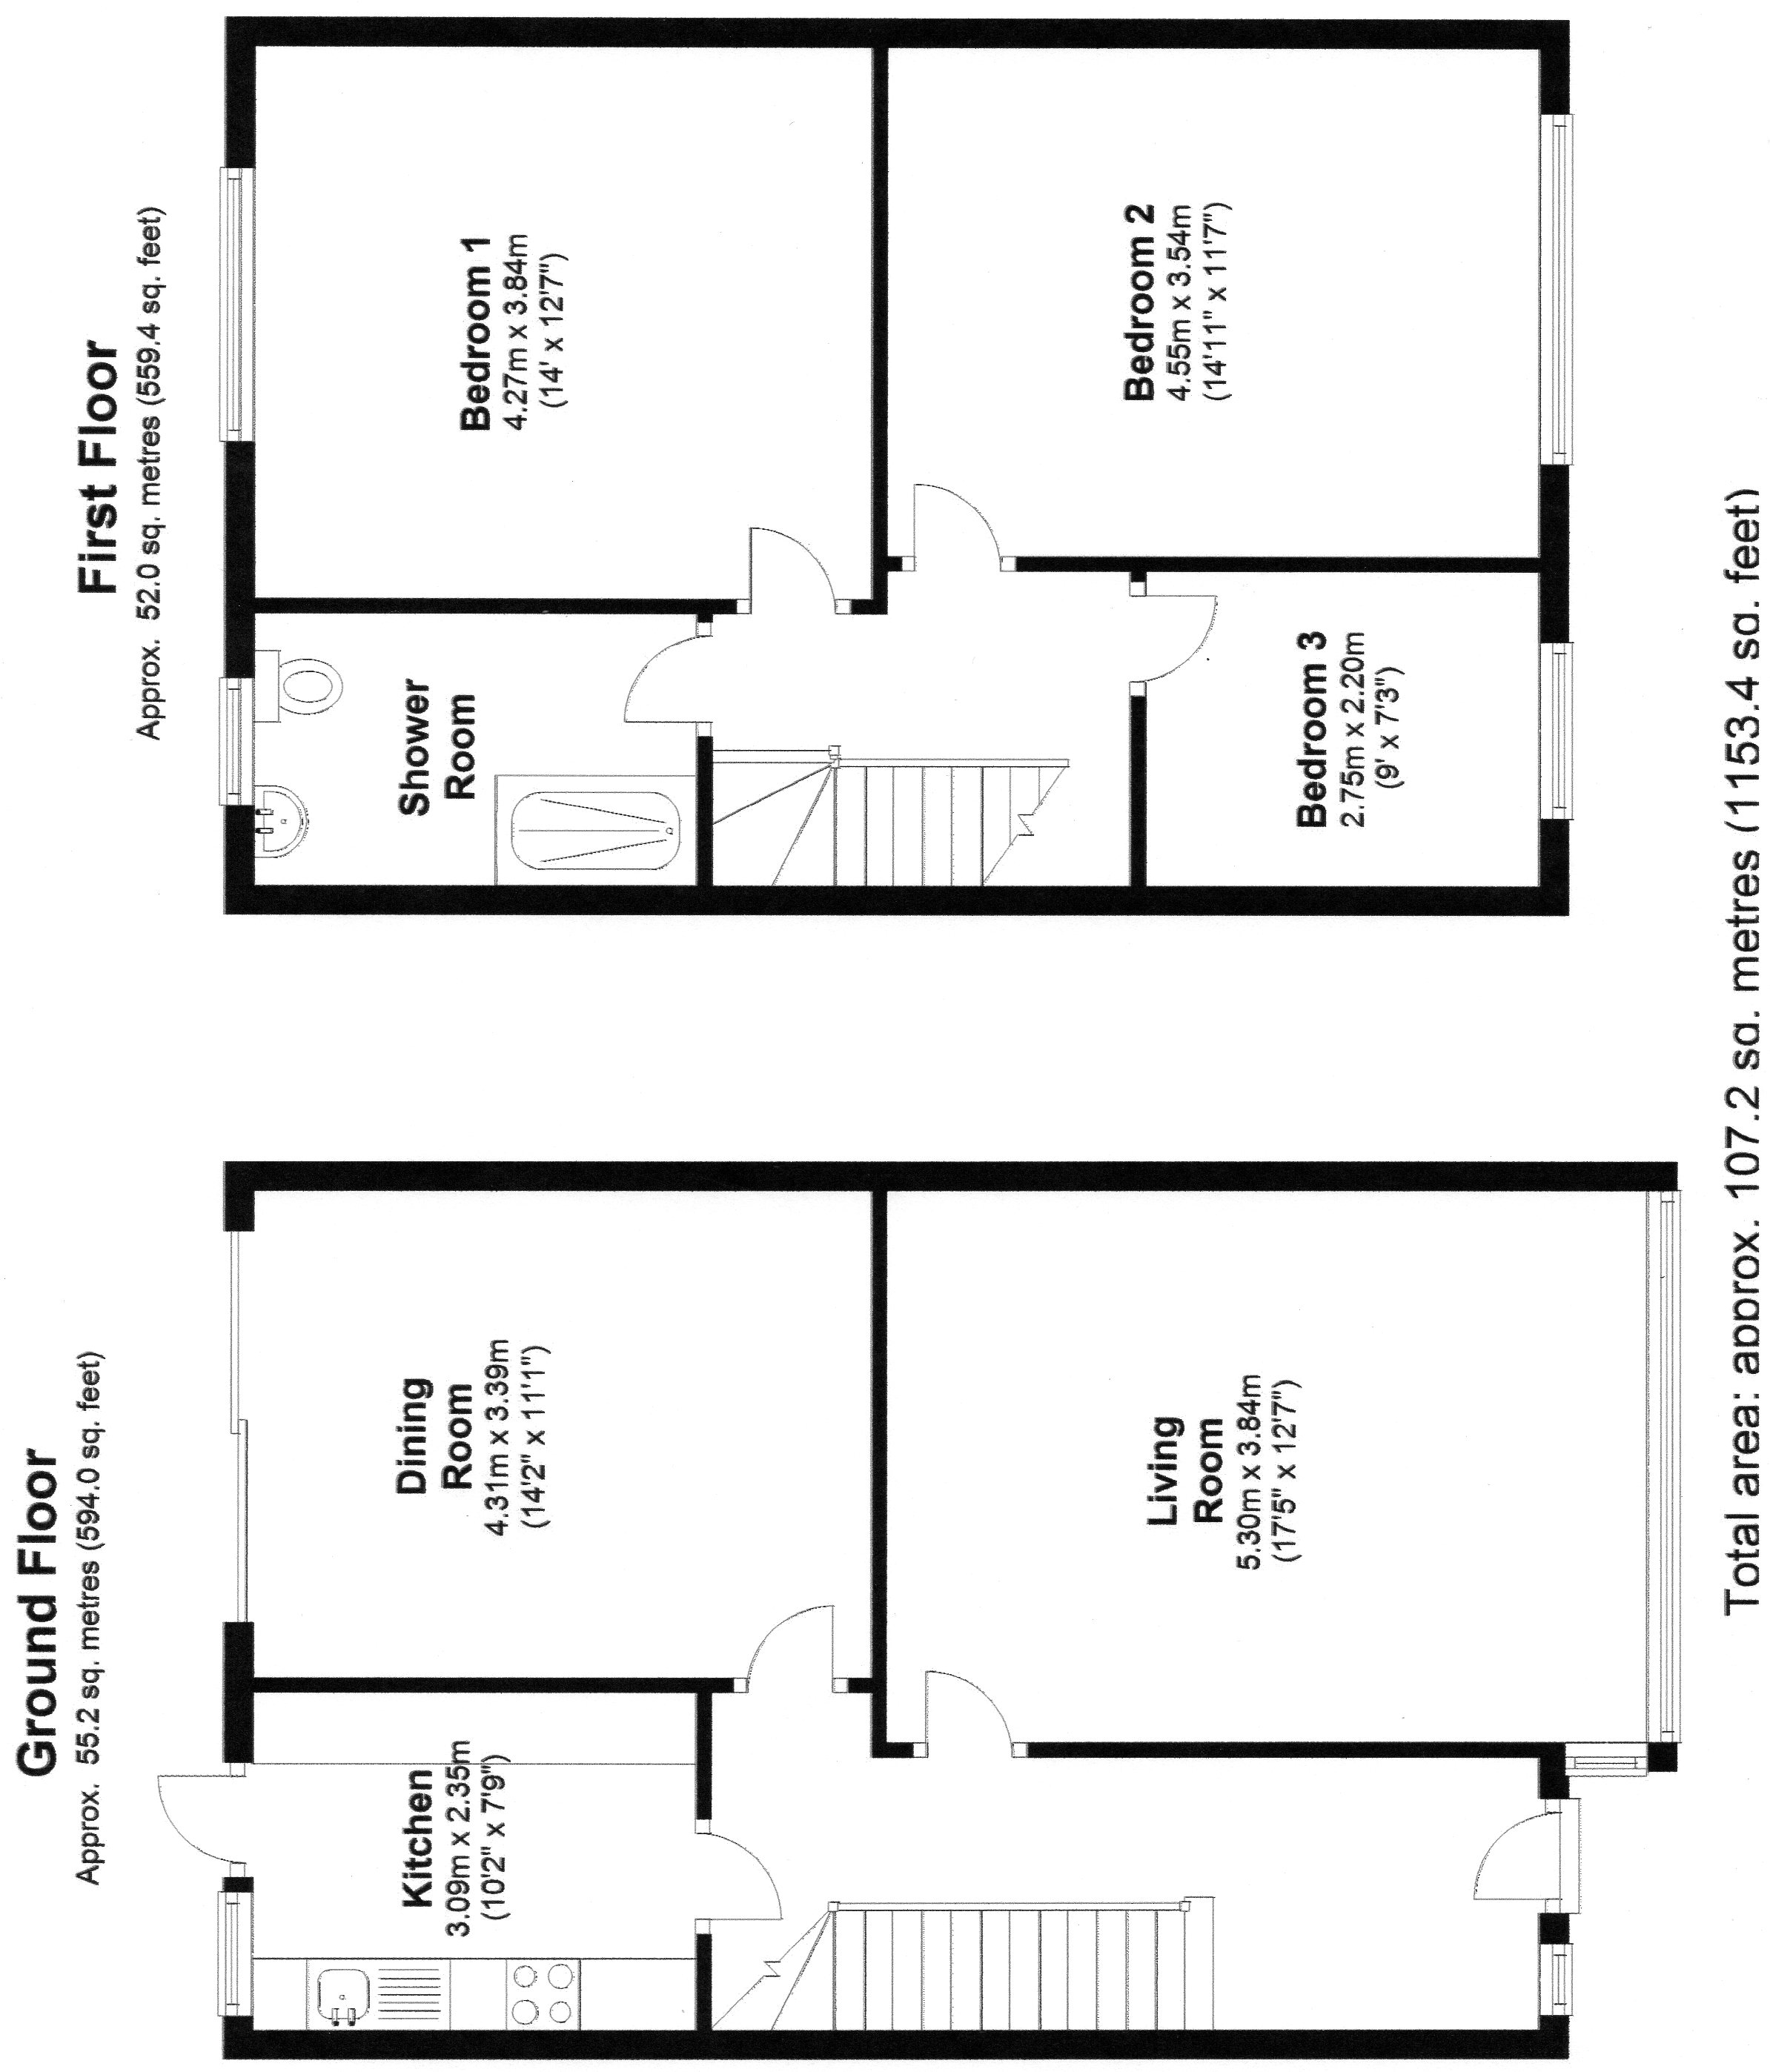 Ground Floor
Approx. 55.2 sq. metres (594.0 sq. feet)
Kitchen
3.09m x 2.35m
(10'2" x 7'9")
Dining
Room
4.31m x 3.39m
(14'2" x 11'1")
Living
Room
5.30m x 3.84m
(17'5" x 12'7")
First Floor
Approx. 52.0 sq. metres (559.4 sq. feet)
Shower
Room
Bedroom 1
4.27m x 3.84m
(14' x 12'7")
Bedroom 3
2.75m x 2.20m
(9' x 7'3")
Bedroom 2
4.55m x 3.54m
(14'11" x 11'7")
Total area: approx. 107.2 sq. metres (1153.4 sq. feet)